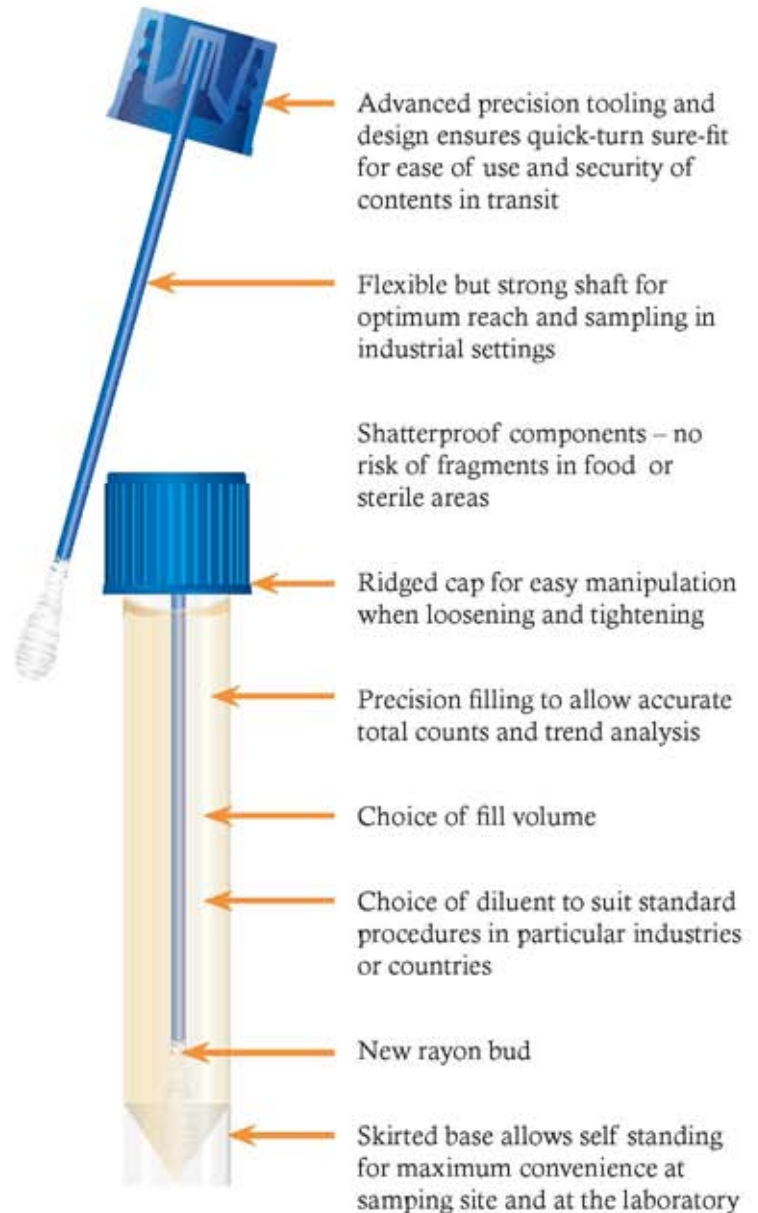 Advanced precision tooling and
design ensures quick-turn sure-fit
for ease of use and security of
contents in transit
Flexible but strong shaft for
optimum reach and sampling in
industrial settings
Shatterproof components – no
risk of fragments in food or
sterile areas
Ridged cap for easy manipulation
when loosening and tightening
Precision filling to allow accurate
total counts and trend analysis
Choice of fill volume
Choice of diluent to suit standard
procedures in particular industries
or countries
New rayon bud
Skirted base allows self standing
for maximum convenience at
samping site and at the laboratory